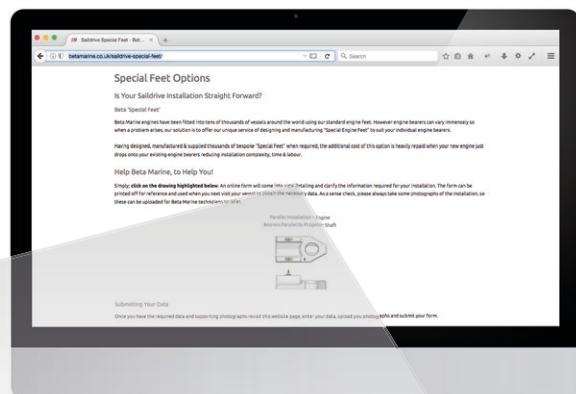 Saildrive Special Feet - Bet...
betamarine.co.uk/saildrive-special-feet/
Search
Special Feet Options
Is Your Saildrive Installation Straight Forward?
Beta 'Special Feet'
Beta Marine engines have been fitted into tens of thousands of vessels around the world using our standard engine feet. However engine bearers can vary immensely so
when a problem arises, our solution is to offer our unique service of designing and manufacturing "Special Engine Feet" to suit your individual engine bearers.
Having designed, manufactured & supplied thousands of bespoke "Special Feet" when required, the additional cost of this option is heavily repaid when your new engine just
drops onto your existing engine bearers reducing installation complexity, time & labour.
Help Beta Marine, to Help You!
Simply; click on the drawing highlighted below. An online form will come into view detailing and clarify the information required for your installation. The form can be
printed off for reference and used when you next visit your vessel to obtain the necessary data. As a sense check, please always take some photographs of the installation, so
these can be uploaded for Beta Marine technicians to refer.
Parallel Installation - Engine
Bearers Parallel to Propeller Shaft
Submitting Your Data
Once you have the required data and supporting photographs revisit this website page, enter your data, upload you photographs and submit your form.